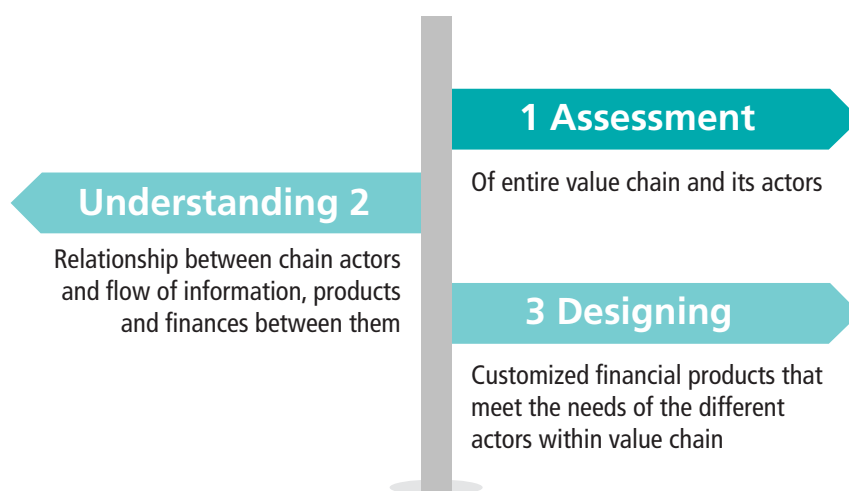 1 Assessment
Of entire value chain and its actors
Understanding 2
Relationship between chain actors
and flow of information, products
and finances between them
3 Designing
Customized financial products that
meet the needs of the different
actors within value chain